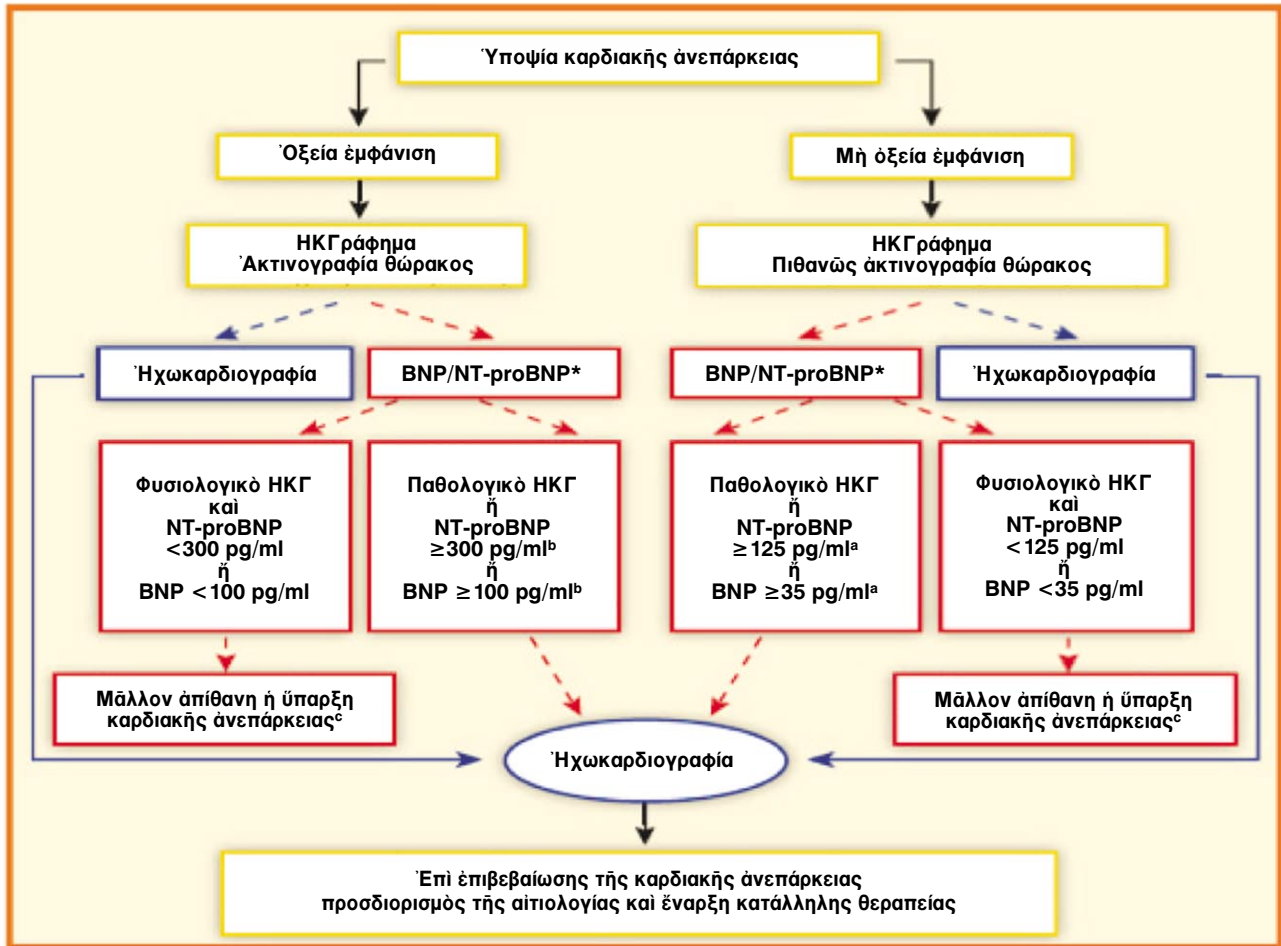 Ὑποψία καρδιακῆς ἀνεπάρκειας
Ὀξεία ἐμφάνιση
Μὴ ὀξεία ἐμφάνιση
ΗΚΓράφημα
Ἀκτινογραφία θώρακος
ΗΚΓράφημα
Πιθανῶς ἀκτινογραφία θώρακος
Ἠχωκαρδιογραφία
BNP/NT-proBNP*
BNP/NT-proBNP*
Ἠχωκαρδιογραφία
Φυσιολογικὸ ΗΚΓ
καὶ
NT-proBNP
<300 pg/ml
ἤ
BNP <100 pg/ml
Παθολογικὸ ΗΚΓ
ἤ
NT-proBNP
≥300 pg/mlᵇ
ἤ
BNP ≥100 pg/mlᵇ
Παθολογικὸ ΗΚΓ
ἤ
NT-proBNP
≥125 pg/mlᵃ
ἤ
BNP ≥35 pg/mlᵃ
Φυσιολογικὸ ΗΚΓ
καὶ
NT-proBNP
<125 pg/ml
ἤ
BNP <35 pg/ml
Μᾶλλον ἀπίθανη ἡ ὕπαρξη
καρδιακῆς ἀνεπάρκειαςᶜ
Μᾶλλον ἀπίθανη ἡ ὕπαρξη
καρδιακῆς ἀνεπάρκειαςᶜ
Ἠχωκαρδιογραφία
Ἐπὶ ἐπιβεβαίωσης τῆς καρδιακῆς ἀνεπάρκειας
προσδιορισμὸς τῆς αἰτιολογίας καὶ ἔναρξη κατάλληλης θεραπείας